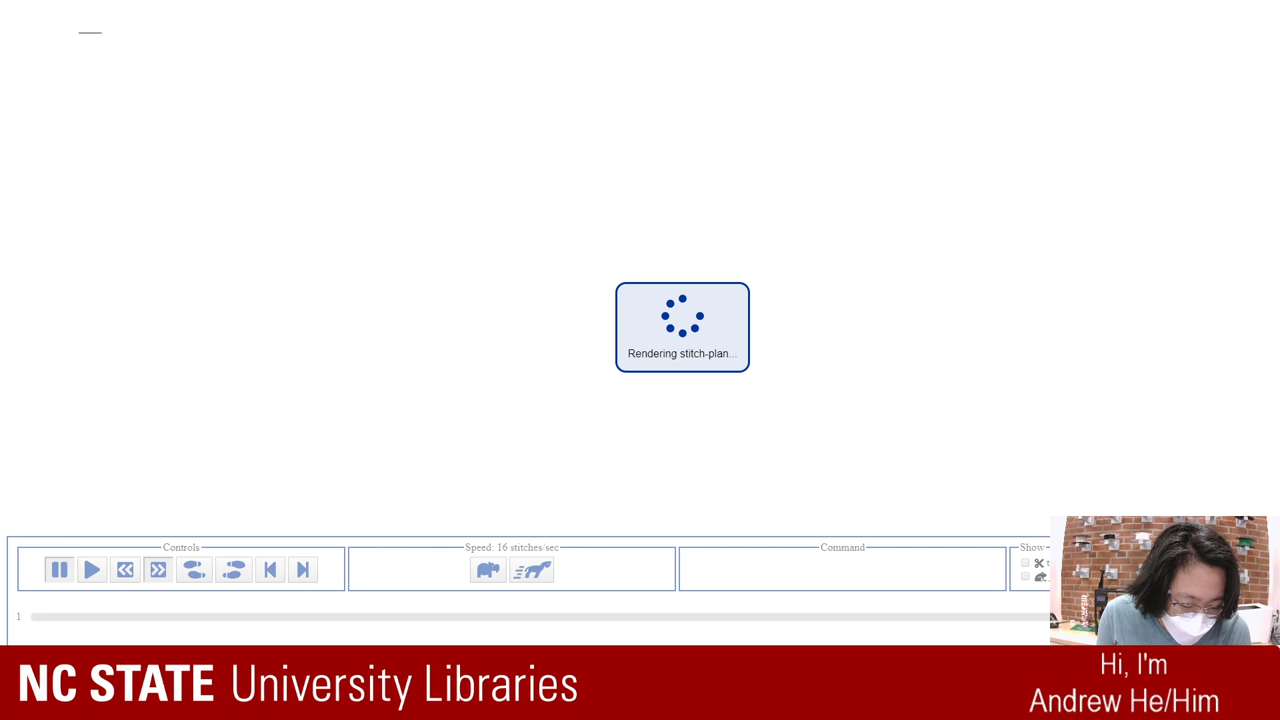 Rendering stitch-plan...
Controls
Speed: 16 stitches/sec
Command
Show
1
NC STATE University Libraries
Hi, I'm
Andrew He/Him